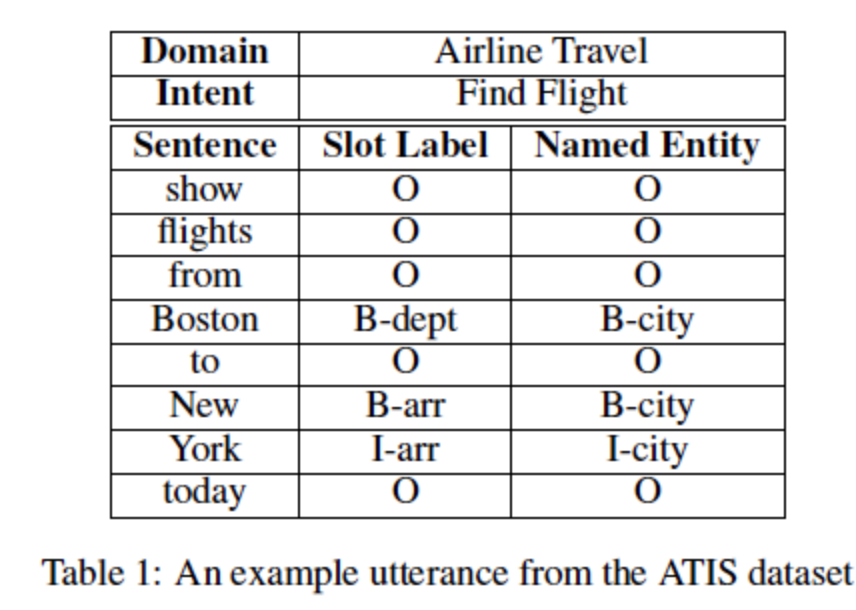 Domain Airline Travel
Intent Find Flight
Sentence Slot Label Named Entity
show O O
flights O O
from O O
Boston B-dept B-city
to O O
New B-arr B-city
York I-arr I-city
today O O
Table 1: An example utterance from the ATIS dataset